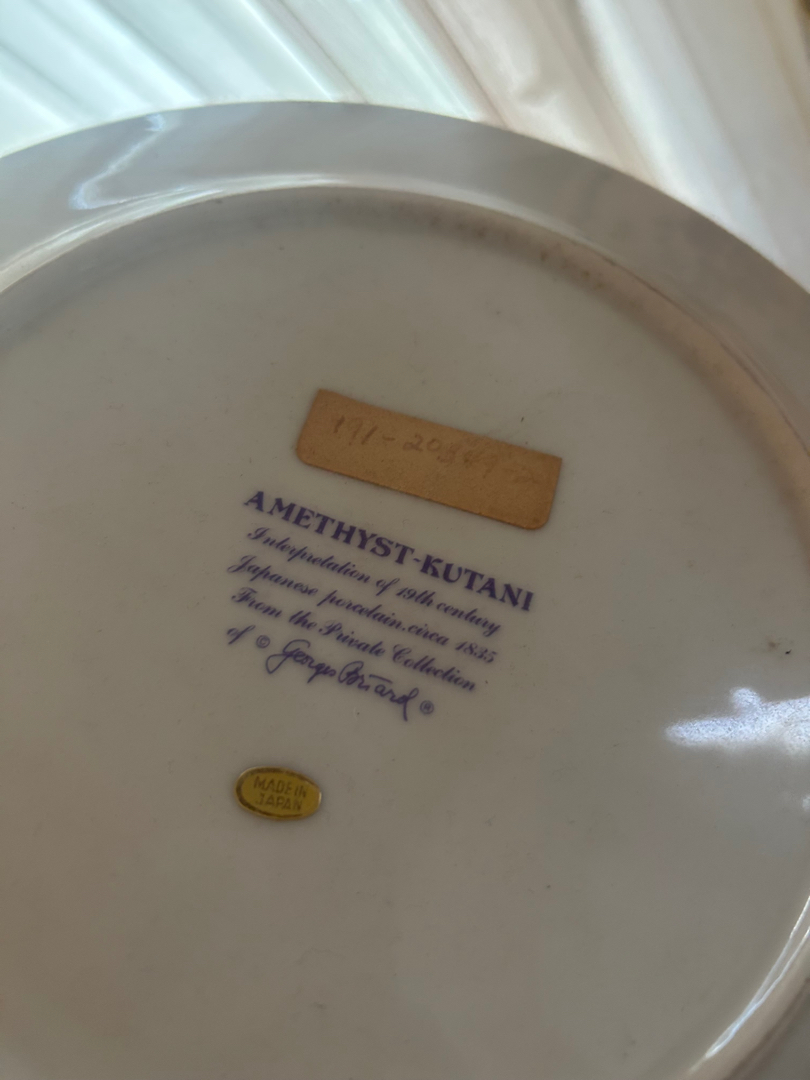 AMETHYST-KUTANI
Interpretation of 19th century
Japanese porcelain, circa 1835
From the Private Collection
of © Georges Briard ®
MADE IN
JAPAN